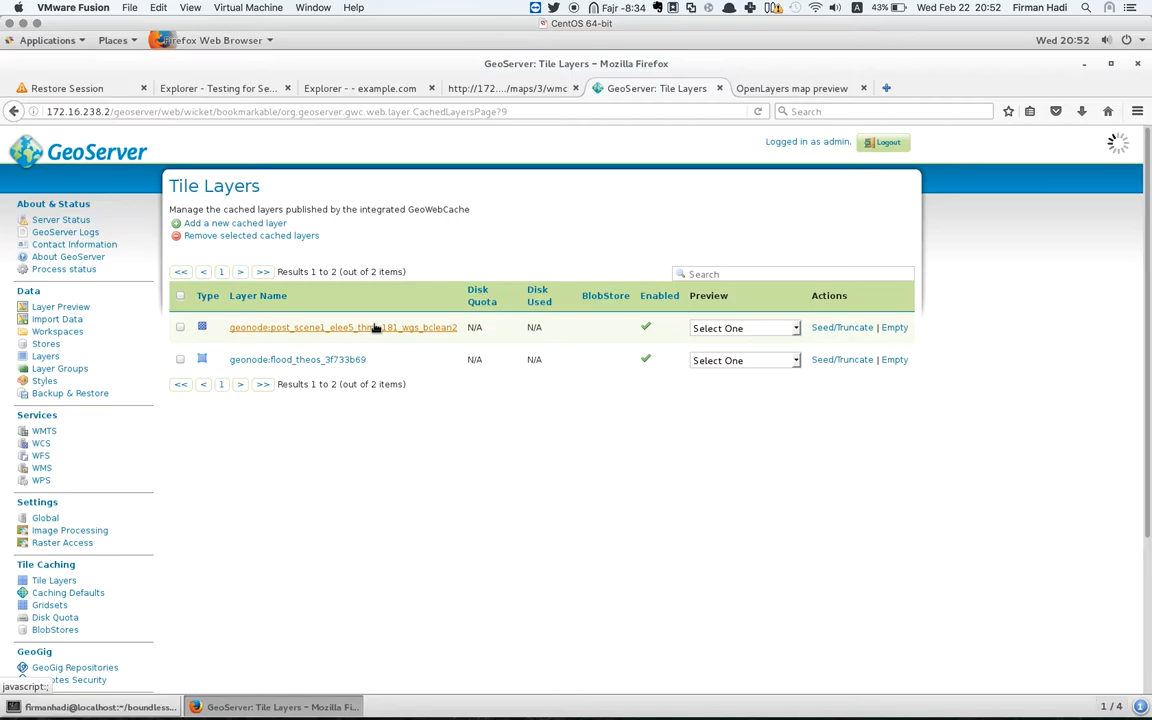 VMware Fusion File Edit View Virtual Machine Window Help Fajr -8:34 43% Wed Feb 22 20:52 Firman Hadi
CentOS 64-bit
Applications Places Firefox Web Browser Wed 20:52
GeoServer: Tile Layers - Mozilla Firefox
Restore Session Explorer - Testing for Se... Explorer - - example.com http://172..../maps/3/wmc GeoServer: Tile Layers OpenLayers map preview
172.16.238.2/geoserver/web/wicket/bookmarkable/org.geoserver.gwc.web.layer.CachedLayersPage?9 Search
GeoServer Logged in as admin. Logout
Tile Layers
Manage the cached layers published by the integrated GeoWebCache
Add a new cached layer
Remove selected cached layers
<< < 1 > >> Results 1 to 2 (out of 2 items) Search
Type Layer Name Disk Quota Disk Used BlobStore Enabled Preview Actions
N/A N/A Select One Seed/Truncate | Empty
geonode:flood_theos_3f733b69 N/A N/A Select One Seed/Truncate | Empty
<< < 1 > >> Results 1 to 2 (out of 2 items)
About & Status
Server Status
GeoServer Logs
Contact Information
About GeoServer
Process status
Data
Layer Preview
Import Data
Workspaces
Stores
Layers
Layer Groups
Styles
Backup & Restore
Services
WMTS
WCS
WFS
WMS
WPS
Settings
Global
Image Processing
Raster Access
Tile Caching
Tile Layers
Caching Defaults
Gridsets
Disk Quota
BlobStores
GeoGig
GeoGig Repositories
Security
javascript:;
firmanhadi@localhost:~/boundless... GeoServer: Tile Layers - Mozilla Fi... 1 / 4